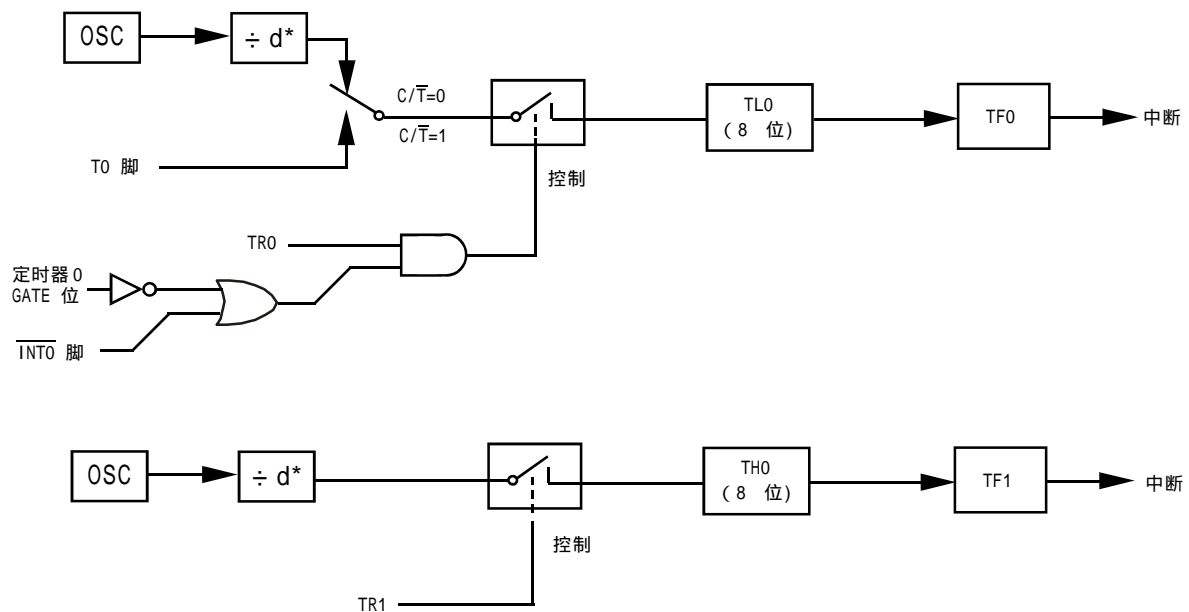 OSC
÷ d*
C/T̅=0
C/T̅=1
T0 脚
控制
TL0
(8 位)
TF0
中断
TR0
定时器0
GATE 位
I̅N̅T̅0̅ 脚
OSC
÷ d*
控制
TH0
(8 位)
TF1
中断
TR1